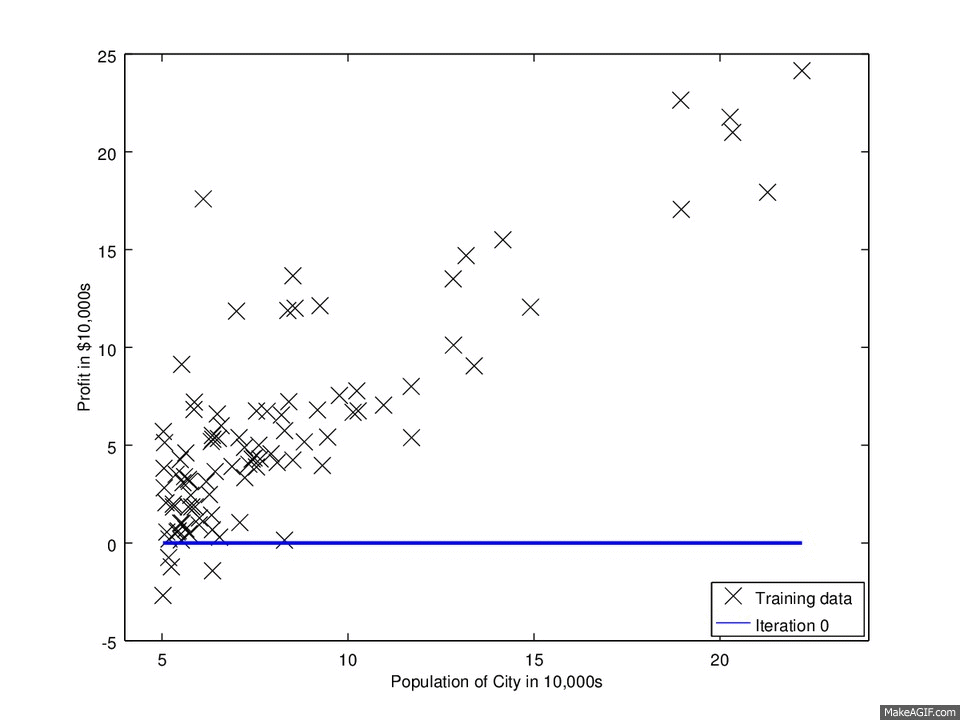 25
20
15
10
5
0
-5
Profit in $10,000s
5
10
15
20
Population of City in 10,000s
Training data
Iteration 0
MakeAGIF.com